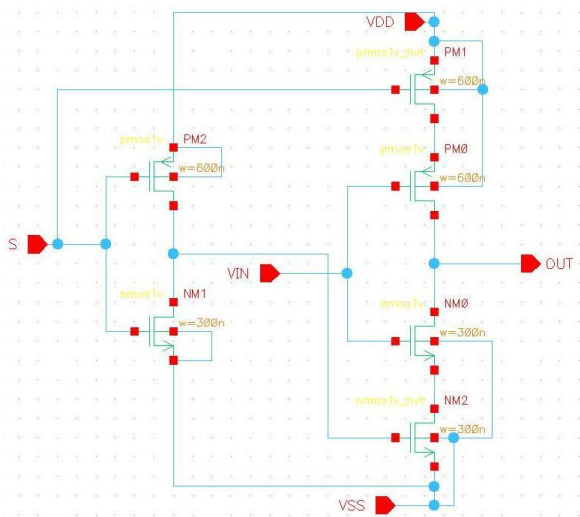 VDD
pmos1v_hvt
PM1
w=600n
pmos1v
PM2
w=600n
pmos1v
PM0
w=600n
S
VIN
OUT
nmos1v
NM1
w=300n
nmos1v
NM0
w=300n
nmos1v_hvt
NM2
w=300n
VSS